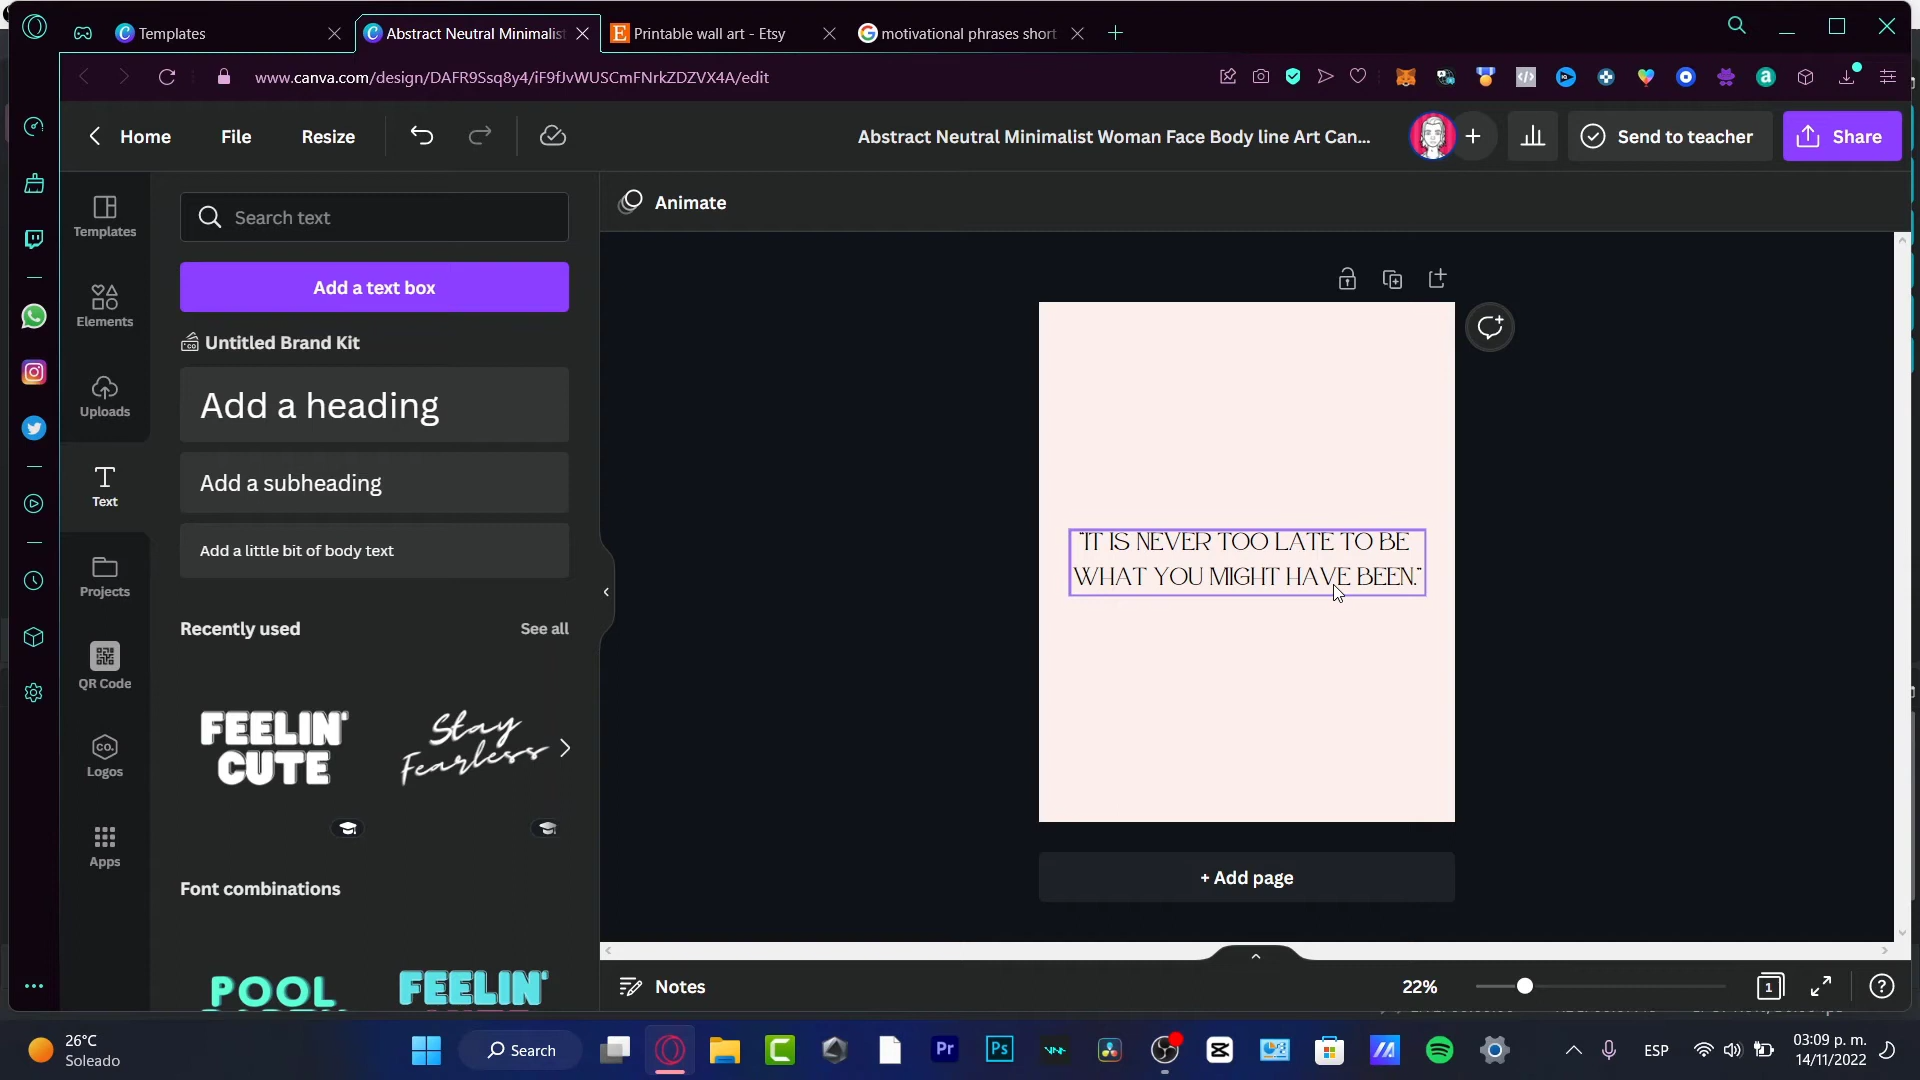 Templates
Abstract Neutral Minimalist
Printable wall art - Etsy
motivational phrases short
www.canva.com/design/DAFR9Ssq8y4/iF9fJvWUSCmFNrkZDZVX4A/edit
Home
File
Resize
Abstract Neutral Minimalist Woman Face Body line Art Can...
Send to teacher
Share
Templates
Elements
Uploads
Text
Projects
QR Code
Logos
Apps
Search text
Add a text box
Untitled Brand Kit
Add a heading
Add a subheading
Add a little bit of body text
Recently used
See all
FEELIN'
CUTE
Stay
Fearless
Font combinations
POOL
FEELIN'
Animate
"IT IS NEVER TOO LATE TO BE
WHAT YOU MIGHT HAVE BEEN."
+ Add page
Notes
22%
1
26°C
Soleado
Search
Pr
Ps
ESP
03:09 p. m.
14/11/2022